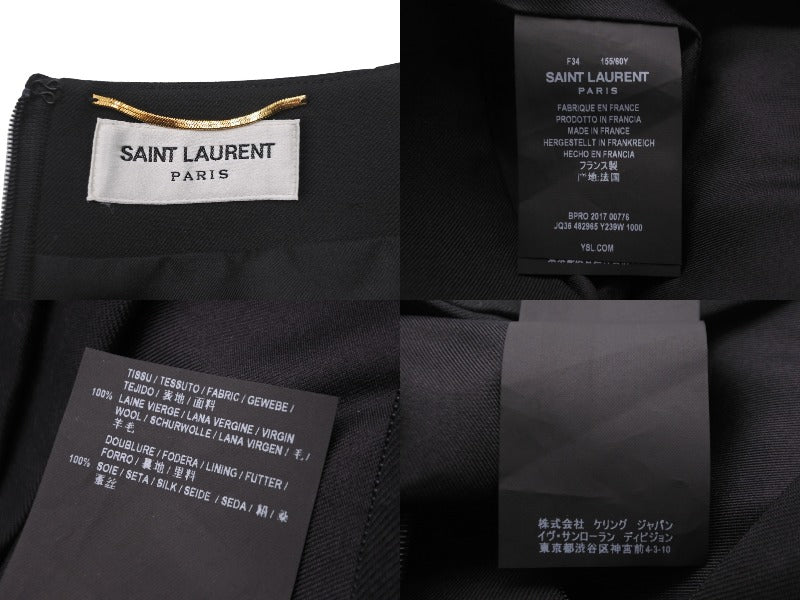 SAINT LAURENT
PARIS
F34 155/60Y
SAINT LAURENT
PARIS
FABRIQUE EN FRANCE
PRODOTTO IN FRANCIA
MADE IN FRANCE
HERGESTELLT IN FRANKREICH
HECHO EN FRANCIA
フランス製
地:法国
BPRO 2017 00776
JQ36 482965 Y239W 1000
YSL.COM
TISSU / TESSUTO / FABRIC / GEWEBE /
TEJIDO / 表地 / 面料
100% LAINE VIERGE / LANA VERGINE / VIRGIN
WOOL / SCHURWOLLE / LANA VIRGEN / 毛 /
羊毛
DOUBLURE / FODERA / LINING / FUTTER /
FORRO / 裏地 / 里料
100% SOIE / SETA / SILK / SEIDE / SEDA / 絹 /
蚕丝
株式会社 ケリング ジャパン
イヴ・サンローラン ディビジョン
東京都渋谷区神宮前4-3-10